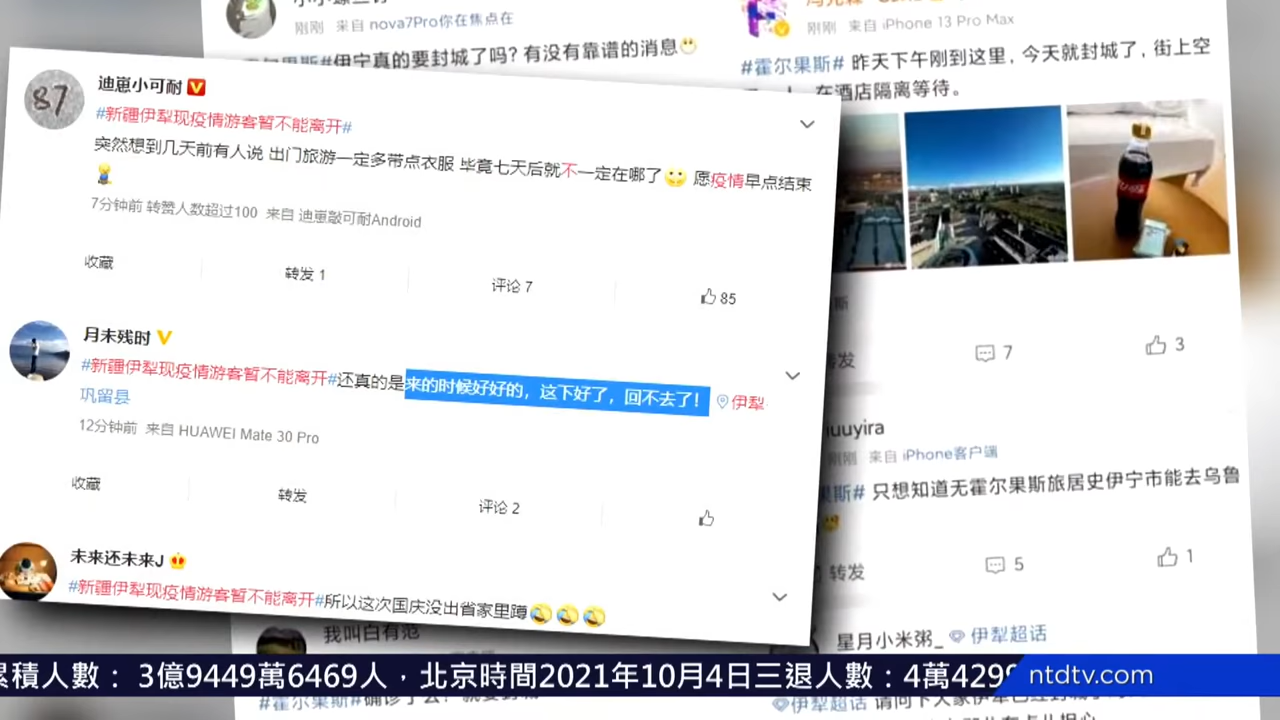 刚刚 来自 nova7Pro你在焦点在
伊宁真的要封城了吗？有没有靠谱的消息
刚刚 来自 iPhone 13 Pro Max
#霍尔果斯# 昨天下午刚到这里，今天就封城了，街上空
在酒店隔离等待。
87
迪崽小可耐
#新疆伊犁现疫情游客暂不能离开#
突然想到几天前有人说 出门旅游一定多带点衣服 毕竟七天后就不一定在哪了 愿疫情早点结束
7分钟前 转赞人数超过100 来自 迪崽敲可耐Android
收藏
转发 1
评论 7
85
月未残时
#新疆伊犁现疫情游客暂不能离开#还真的是来的时候好好的，这下好了，回不去了！ 伊犁
巩留县
12分钟前 来自 HUAWEI Mate 30 Pro
收藏
转发
评论 2
未来还未来J
#新疆伊犁现疫情游客暂不能离开#所以这次国庆没出省家里蹲
7
3
uuyira
刚刚 来自 iPhone客户端
果斯# 只想知道无霍尔果斯旅居史伊宁市能去乌鲁
转发
5
1
我叫白有范
星月小米粥_ 伊犁超话
累積人數： 3億9449萬6469人，北京時間2021年10月4日三退人數：4萬429
ntdtv.com
#霍尔果斯#
伊犁超话